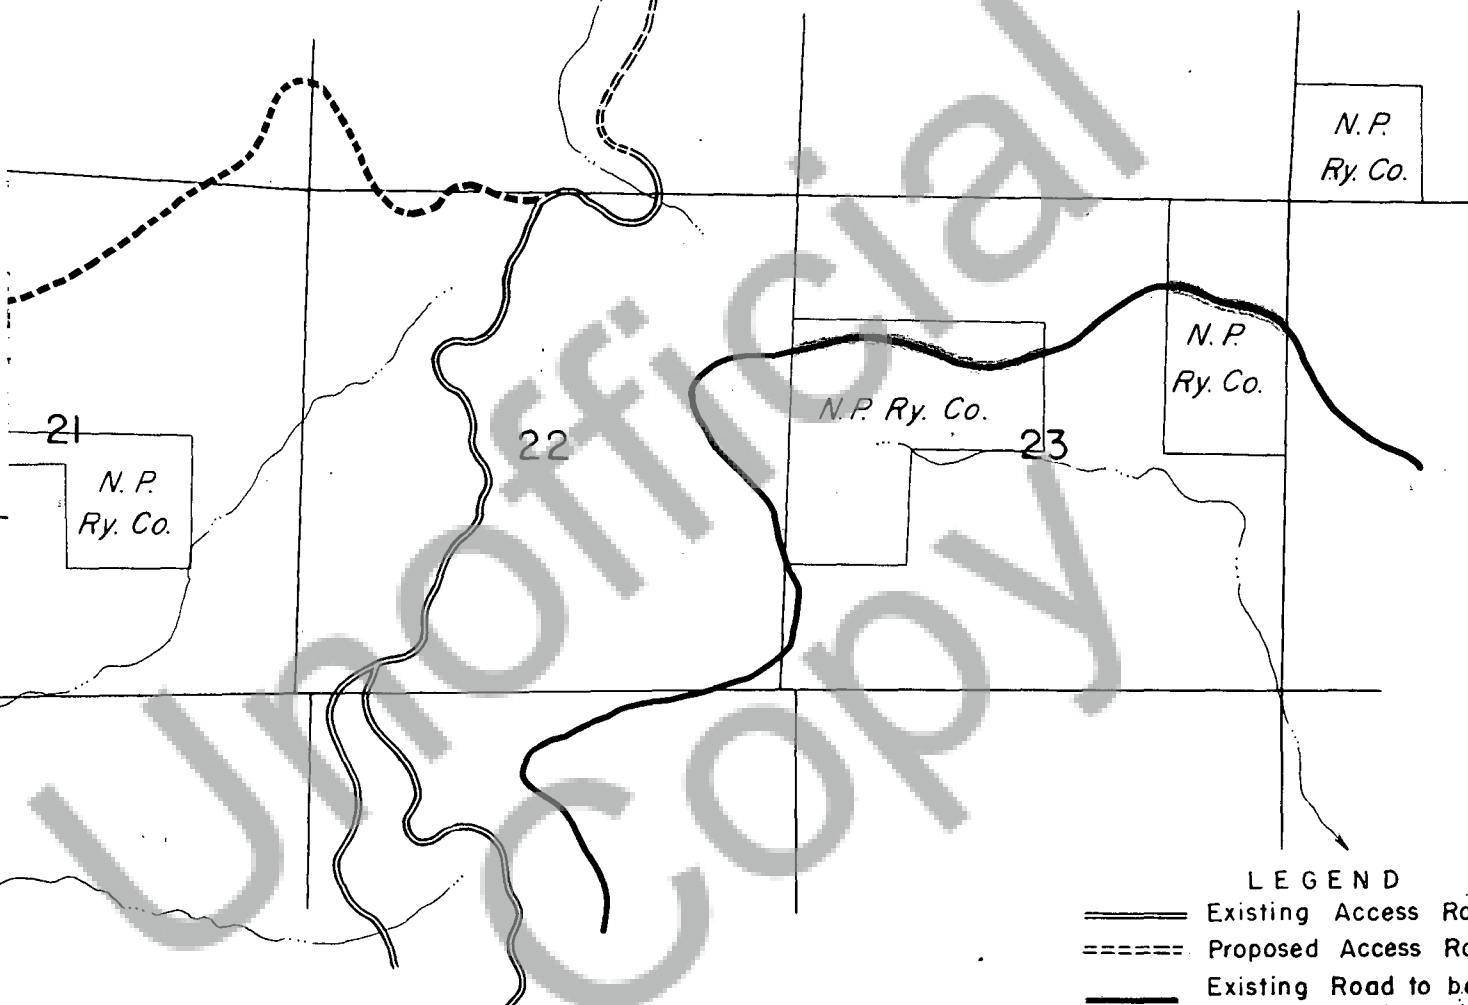 N. P.
Ry. Co.
N. P.
Ry. Co.
N. P. Ry. Co.
21
22
23
N. P.
Ry. Co.
Unofficial
Copy
LEGEND
Existing Access
Proposed Access
Existing Road to